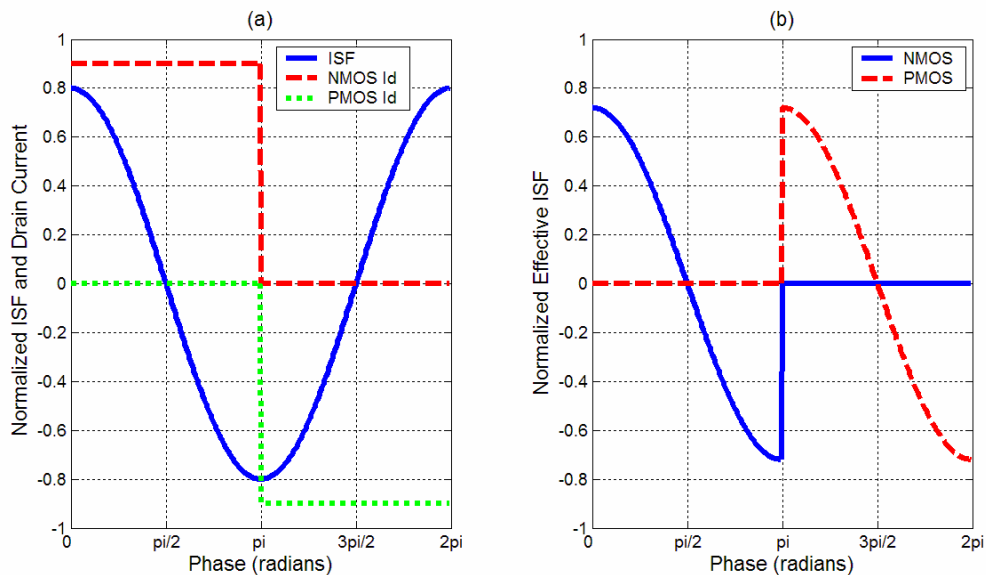 (a)
Normalized ISF and Drain Current
1
0.8
0.6
0.4
0.2
0
-0.2
-0.4
-0.6
-0.8
-1
ISF
NMOS Id
PMOS Id
0 pi/2 pi 3pi/2 2pi
Phase (radians)
(b)
Normalized Effective ISF
1
0.8
0.6
0.4
0.2
0
-0.2
-0.4
-0.6
-0.8
-1
NMOS
PMOS
0 pi/2 pi 3pi/2 2pi
Phase (radians)